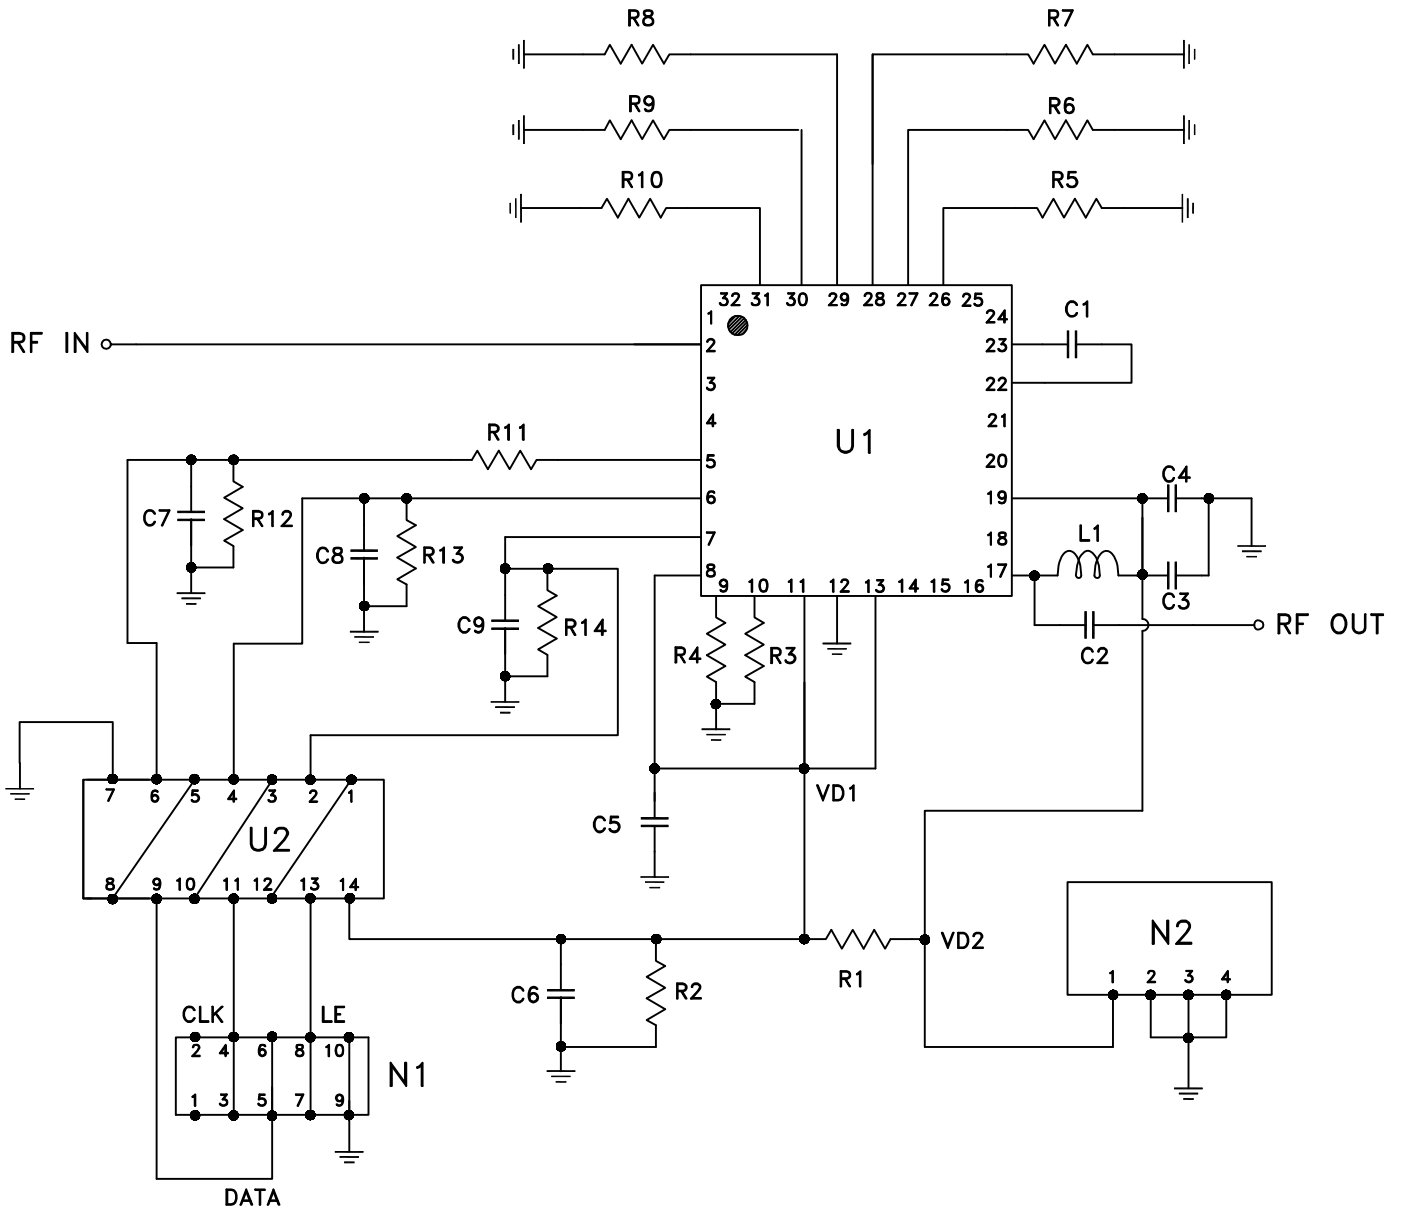 R8
R7
R9
R6
R10
R5
32 31 30 29 28 27 26 25
1
24
C1
RF IN
2
23
3
22
4
21
U1
R11
5
20
C4
6
19
C7
R12
L1
7
18
C8
R13
8
17
9 10 11 12 13 14 15 16
C3
C9
R14
RF OUT
R4
R3
C2
VD1
7 6 5 4 3 2 1
C5
U2
8 9 10 11 12 13 14
N2
VD2
1 2 3 4
R1
C6
R2
CLK
LE
2 4 6 8 10
N1
1 3 5 7 9
DATA